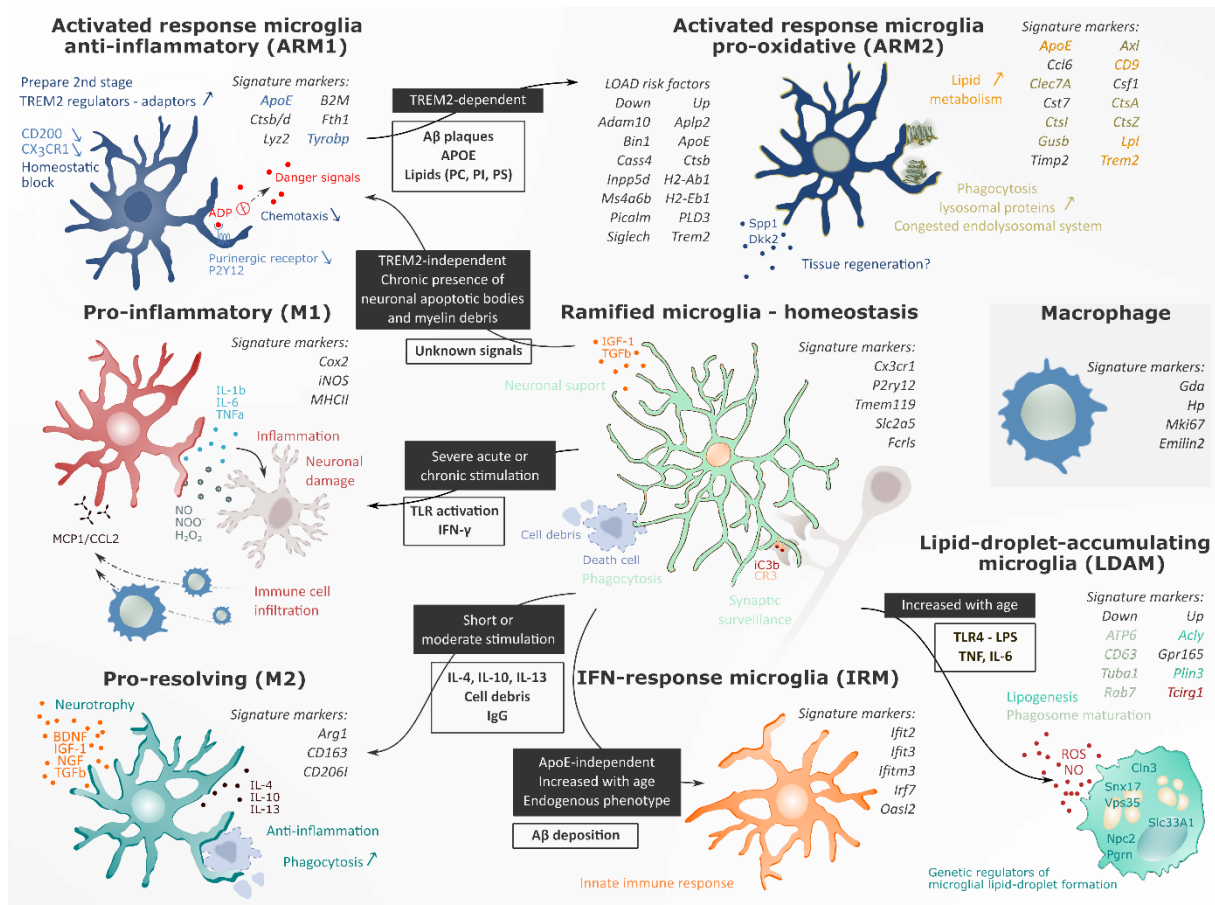 Activated response microglia
anti-inflammatory (ARM1)
Prepare 2nd stage
TREM2 regulators - adaptors ↗
CD200 ↘
CX3CR1 ↘
Homeostatic
block
Signature markers:
ApoE B2M
Ctsb/d Fth1
Lyz2 Tyrobp
Danger signals
ADP
Chemotaxis ↘
Purinergic receptor ↘
P2Y12
TREM2-dependent
Aβ plaques
APOE
Lipids (PC, PI, PS)
Activated response microglia
pro-oxidative (ARM2)
LOAD risk factors
Down Up
Adam10 Aplp2
Bin1 ApoE
Cass4 Ctsb
Inpp5d H2-Ab1
Ms4a6b H2-Eb1
Picalm PLD3
Siglech Trem2
Signature markers:
ApoE Axl
Ccl6 CD9
Clec7A Csf1
Cst7 CtsA
Ctsl CtsZ
Gusb Lpl
Timp2 Trem2
Lipid ↗
metabolism
Phagocytosis
lysosomal proteins ↗
Congested endolysosomal system
Spp1
Dkk2
Tissue regeneration?
TREM2-independent
Chronic presence of
neuronal apoptotic bodies
and myelin debris
Unknown signals
Pro-inflammatory (M1)
Signature markers:
Cox2
iNOS
MHCII
IL-1b
IL-6
TNFa
Inflammation
Neuronal
damage
NO
NOO⁻
H₂O₂
MCP1/CCL2
Immune cell
infiltration
Severe acute or
chronic stimulation
TLR activation
IFN-γ
Ramified microglia - homeostasis
IGF-1
TGFb
Neuronal suport
Signature markers:
Cx3cr1
P2ry12
Tmem119
Slc2a5
Fcrls
Cell debris
Death cell
Phagocytosis
iC3b
CR3
Synaptic
surveillance
Macrophage
Signature markers:
Gda
Hp
Mki67
Emilin2
Short or
moderate stimulation
IL-4, IL-10, IL-13
Cell debris
IgG
Pro-resolving (M2)
Neurotrophy
BDNF
IGF-1
NGF
TGFb
Signature markers:
Arg1
CD163
CD206l
IL-4
IL-10
IL-13
Anti-inflammation
Phagocytosis ↗
ApoE-independent
Increased with age
Endogenous phenotype
Aβ deposition
IFN-response microglia (IRM)
Signature markers:
Ifit2
Ifit3
Ifitm3
Irf7
Oasl2
Innate immune response
Lipid-droplet-accumulating
microglia (LDAM)
Increased with age
TLR4 - LPS
TNF, IL-6
Signature markers:
Down Up
ATP6 Acly
CD63 Gpr165
Tuba1 Plin3
Rab7 Tcirg1
Lipogenesis
Phagosome maturation
ROS
NO
Cln3
Snx17
Vps35
Slc33A1
Npc2
Pgrn
Genetic regulators of
microglial lipid-droplet formation